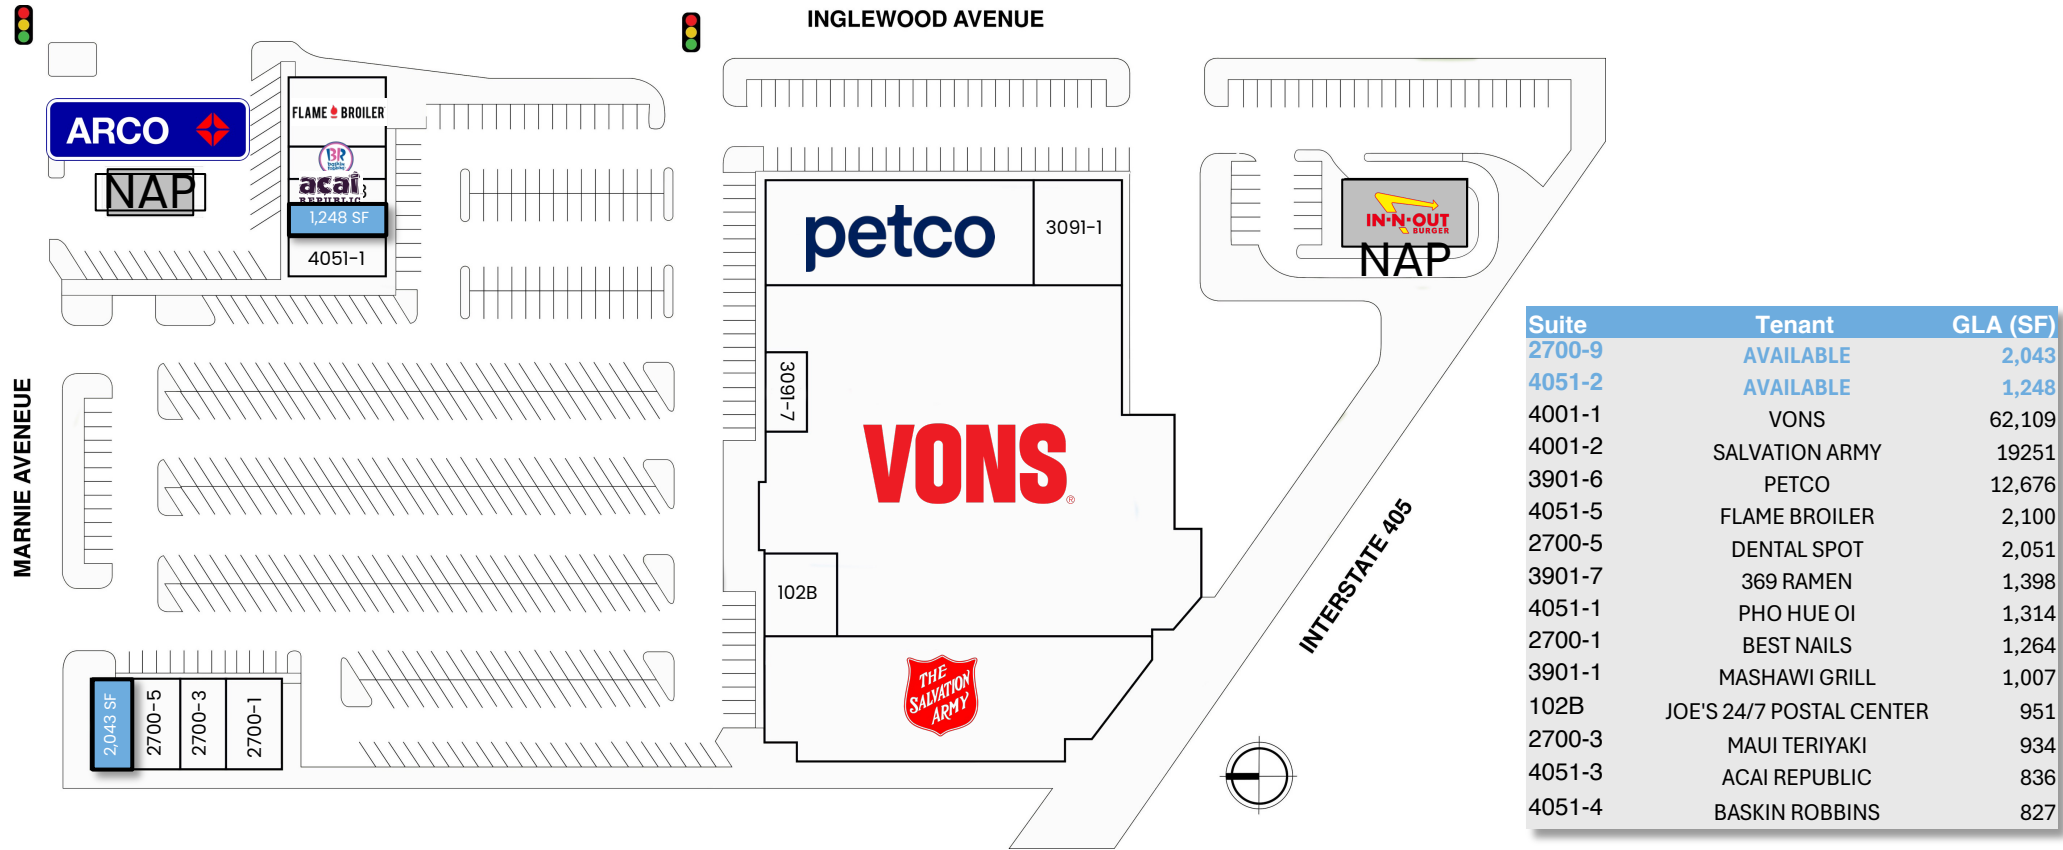 INGLEWOOD AVENUE
ARCO
NAP
FLAME BROILER
BR
baskin
robbins
acai
REPUBLIC
1,248 SF
4051-1
petco
3091-1
IN-N-OUT
BURGER
NAP
3091-7
VONS
®
102B
THE
SALVATION
ARMY
MARNIE AVENEUE
INTERSTATE 405
2,043 SF
2700-5
2700-3
2700-1
Suite Tenant GLA (SF)
2700-9 AVAILABLE 2,043
4051-2 AVAILABLE 1,248
4001-1 VONS 62,109
4001-2 SALVATION ARMY 19251
3901-6 PETCO 12,676
4051-5 FLAME BROILER 2,100
2700-5 DENTAL SPOT 2,051
3901-7 369 RAMEN 1,398
4051-1 PHO HUE OI 1,314
2700-1 BEST NAILS 1,264
3901-1 MASHAWI GRILL 1,007
102B JOE'S 24/7 POSTAL CENTER 951
2700-3 MAUI TERIYAKI 934
4051-3 ACAI REPUBLIC 836
4051-4 BASKIN ROBBINS 827